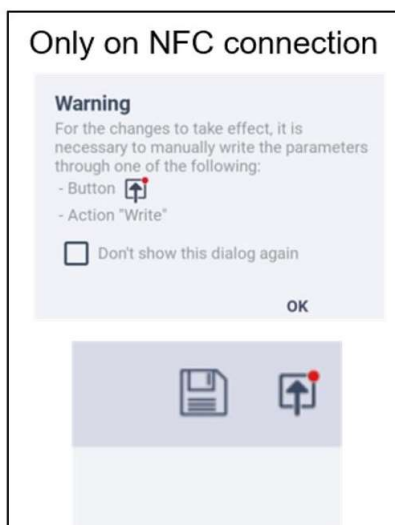 Only on NFC connection
Warning
For the changes to take effect, it is
necessary to manually write the parameters
through one of the following:
- Button
- Action "Write"
Don't show this dialog again
OK